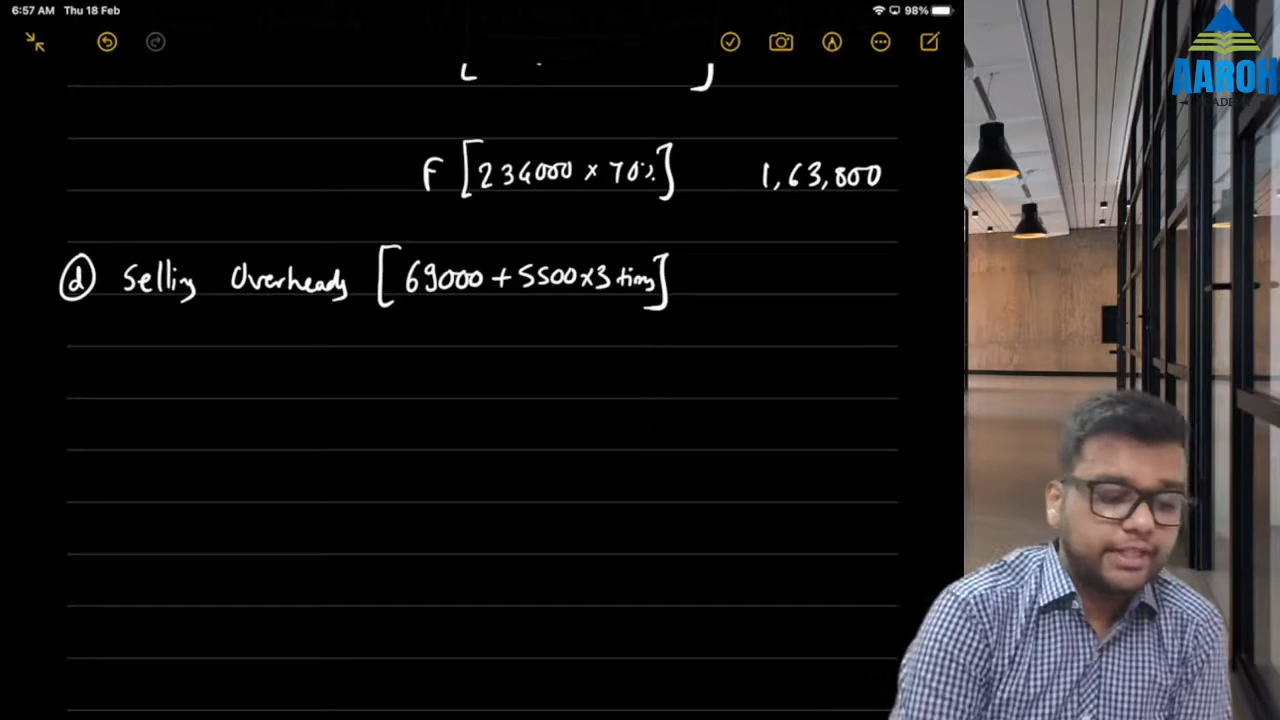 6:57 AM Thu 18 Feb
98%
AAROH
ACADEMY
F [234000 × 70%] 1,63,800
(d) Selling Overheads [69000 + 5500×3 times]